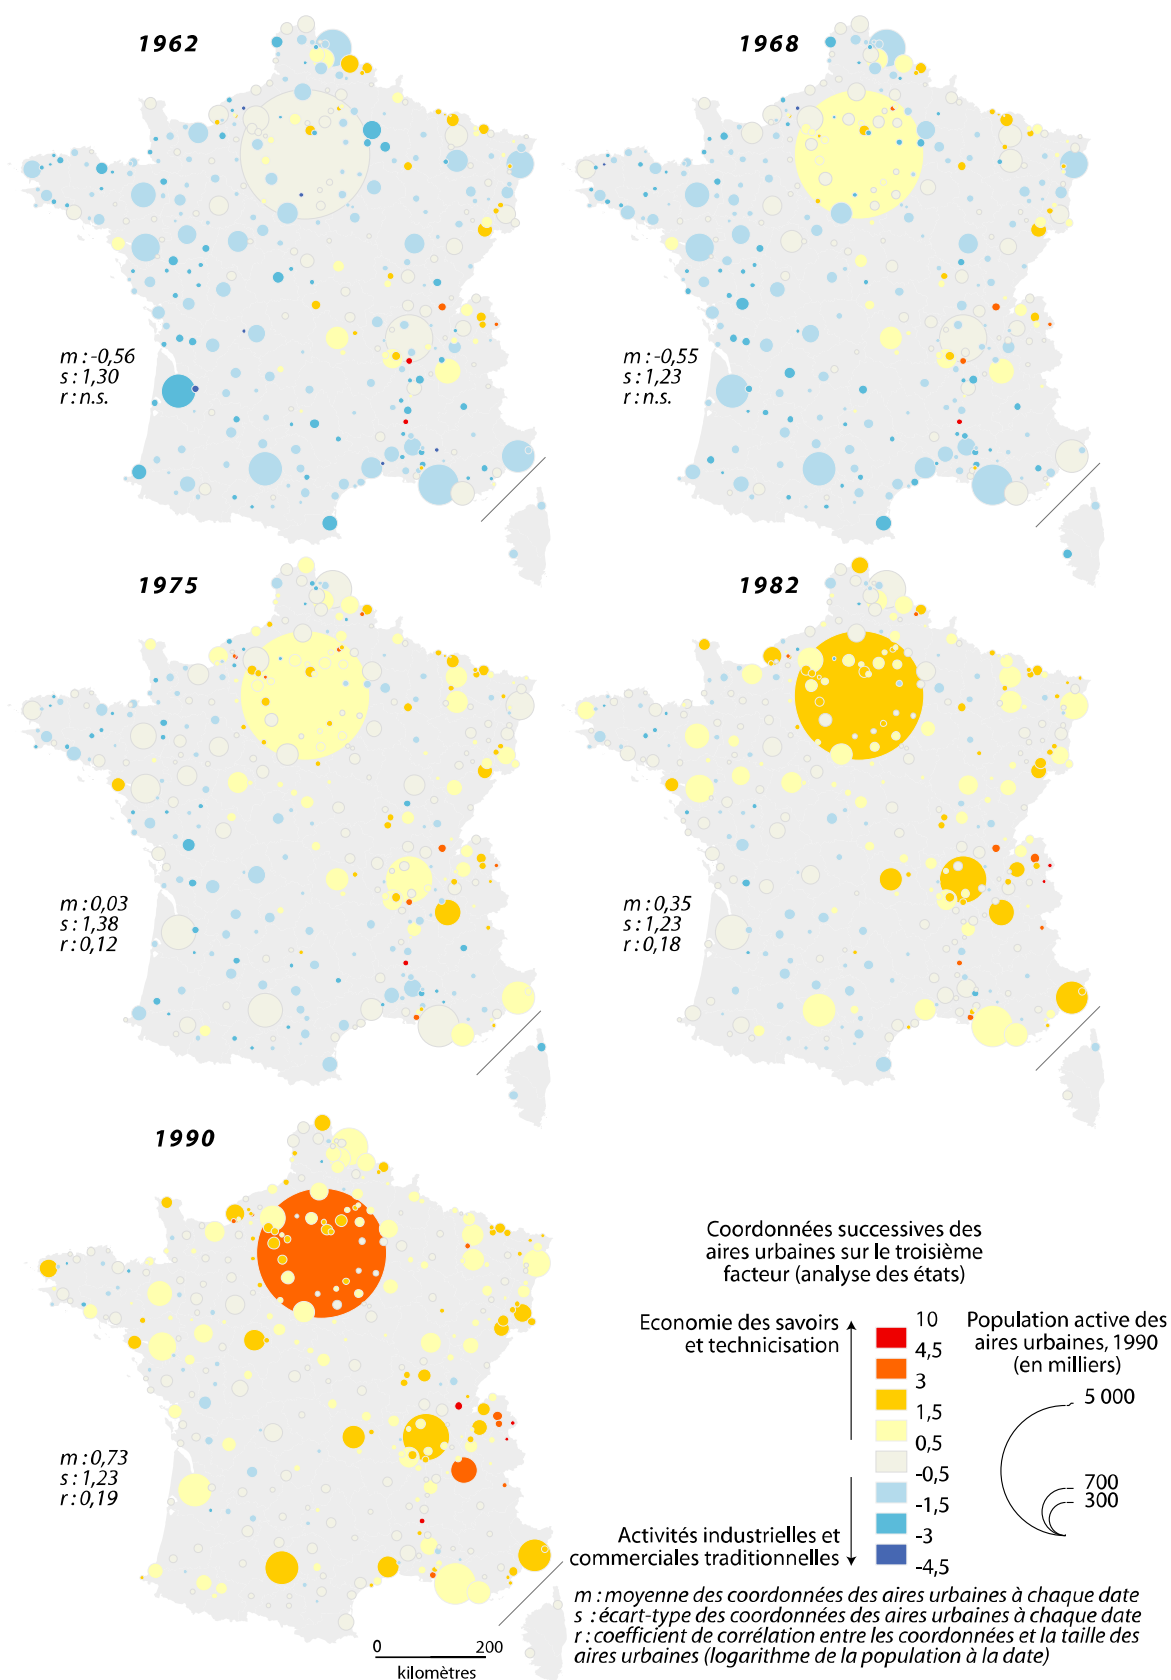 1962
1968
m : -0,56
s : 1,30
r : n.s.
m : -0,55
s : 1,23
r : n.s.
1975
1982
m : 0,03
s : 1,38
r : 0,12
m : 0,35
s : 1,23
r : 0,18
1990
m : 0,73
s : 1,23
r : 0,19
0 200
kilomètres
Coordonnées successives des
aires urbaines sur le troisième
facteur (analyse des états)
Economie des savoirs
et technicisation
Activités industrielles et
commerciales traditionnelles
10
4,5
3
1,5
0,5
-0,5
-1,5
-3
-4,5
Population active des
aires urbaines, 1990
(en milliers)
5 000
700
300
m : moyenne des coordonnées des aires urbaines à chaque date
s : écart-type des coordonnées des aires urbaines à chaque date
r : coefficient de corrélation entre les coordonnées et la taille des
aires urbaines (logarithme de la population à la date)